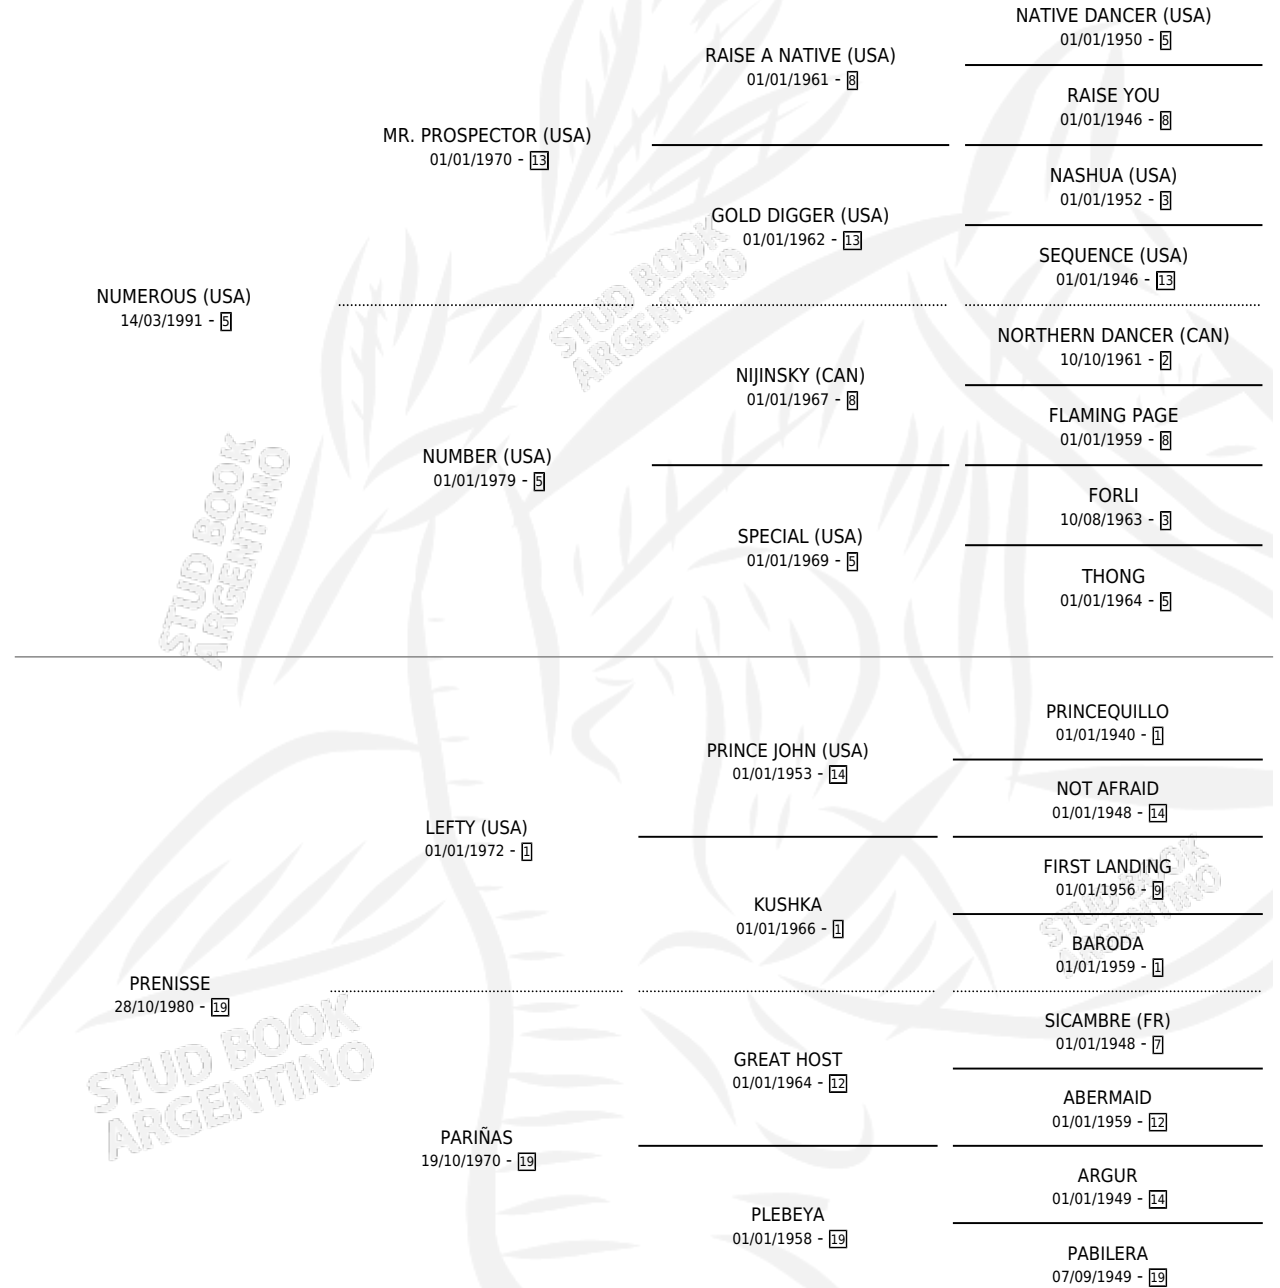 NATIVE DANCER (USA)
01/01/1950 - 5
RAISE A NATIVE (USA)
01/01/1961 - 8
RAISE YOU
01/01/1946 - 8
MR. PROSPECTOR (USA)
01/01/1970 - 13
NASHUA (USA)
01/01/1952 - 3
GOLD DIGGER (USA)
01/01/1962 - 13
SEQUENCE (USA)
01/01/1946 - 13
NUMEROUS (USA)
14/03/1991 - 5
NORTHERN DANCER (CAN)
10/10/1961 - 2
NIJINSKY (CAN)
01/01/1967 - 8
FLAMING PAGE
01/01/1959 - 8
NUMBER (USA)
01/01/1979 - 5
FORLI
10/08/1963 - 3
SPECIAL (USA)
01/01/1969 - 5
THONG
01/01/1964 - 5
PRINCEQUILLO
01/01/1940 - 1
PRINCE JOHN (USA)
01/01/1953 - 14
NOT AFRAID
01/01/1948 - 14
LEFTY (USA)
01/01/1972 - 1
FIRST LANDING
01/01/1956 - 9
KUSHKA
01/01/1966 - 1
BARODA
01/01/1959 - 1
PRENISSE
28/10/1980 - 19
SICAMBRE (FR)
01/01/1948 - 7
GREAT HOST
01/01/1964 - 12
ABERMAID
01/01/1959 - 12
PARIÑAS
19/10/1970 - 19
ARGUR
01/01/1949 - 14
PLEBEYA
01/01/1958 - 19
PABILERA
07/09/1949 - 19
STUD BOOK
ARGENTINO
STUD BOOK
ARGENTINO
STUD BOOK
ARGENTINO
STUD BOOK
ARGENTINO